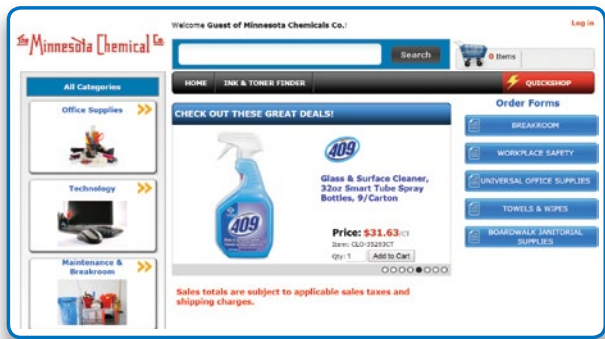 Welcome Guest of Minnesota Chemicals Co.!
Log in
The Minnesota Chemical Co.
Search
0 Items
All Categories
HOME INK & TONER FINDER
QUICKSHOP
Office Supplies
Technology
Maintenance &
Breakroom
CHECK OUT THESE GREAT DEALS!
409
409
Glass & Surface Cleaner,
32oz Smart Tube Spray
Bottles, 9/Carton
Price: $31.63/CT
Item: CLO-35293CT
Qty: 1 Add to Cart
Sales totals are subject to applicable sales taxes and
shipping charges.
Order Forms
BREAKROOM
WORKPLACE SAFETY
UNIVERSAL OFFICE SUPPLIES
TOWELS & WIPES
BOARDWALK JANITORIAL
SUPPLIES